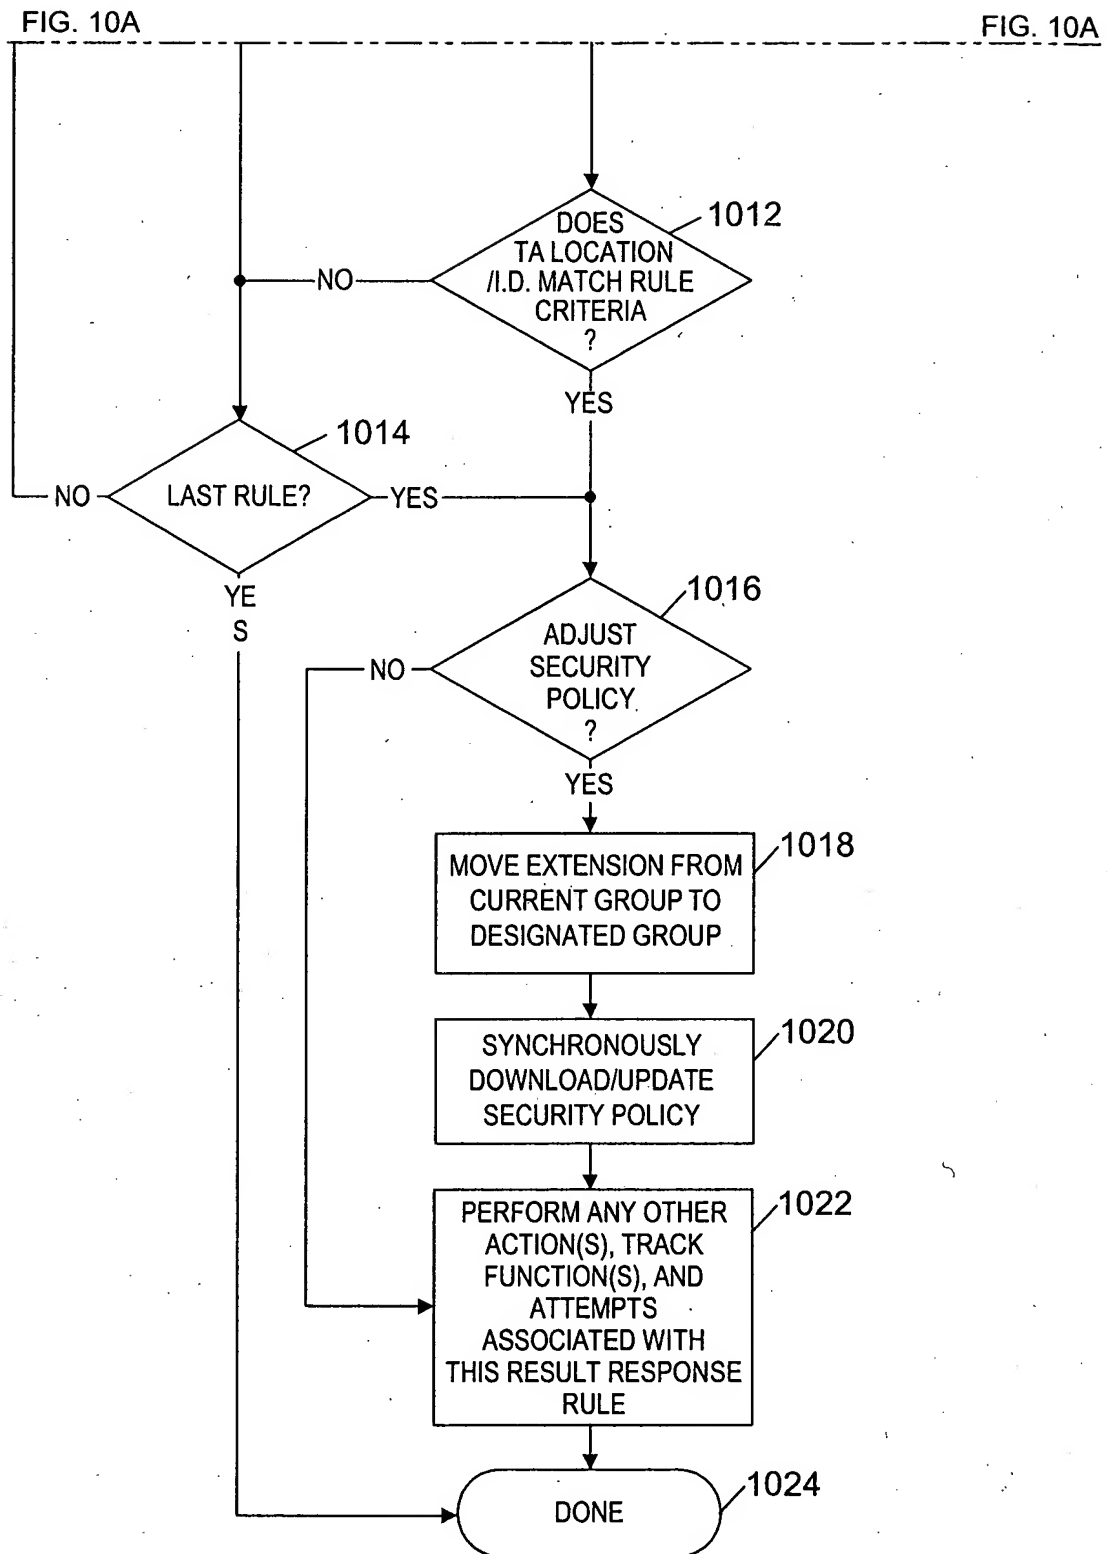 FIG. 10A
FIG. 10A
DOES
TA LOCATION
/I.D. MATCH RULE
CRITERIA
?
1012
NO
YES
1014
LAST RULE?
NO
YES
YE
S
1016
ADJUST
SECURITY
POLICY
?
NO
YES
MOVE EXTENSION FROM
CURRENT GROUP TO
DESIGNATED GROUP
1018
SYNCHRONOUSLY
DOWNLOAD/UPDATE
SECURITY POLICY
1020
PERFORM ANY OTHER
ACTION(S), TRACK
FUNCTION(S), AND
ATTEMPTS
ASSOCIATED WITH
THIS RESULT RESPONSE
RULE
1022
DONE
1024